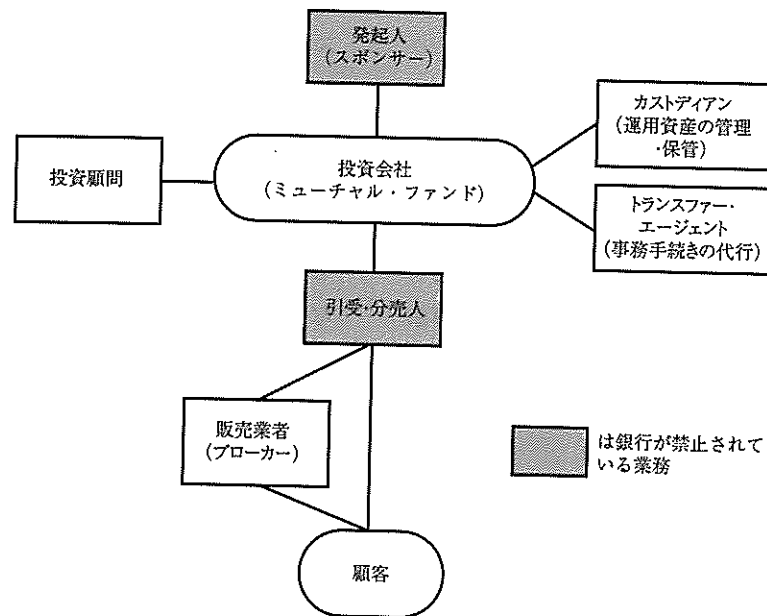 発起人
(スポンサー)
カストディアン
(運用資産の管理
・保管)
投資顧問
投資会社
(ミューチャル・ファンド)
トランスファー・
エージェント
(事務手続きの代行)
引受・分売人
販売業者
(ブローカー)
は銀行が禁止されて
いる業務
顧客